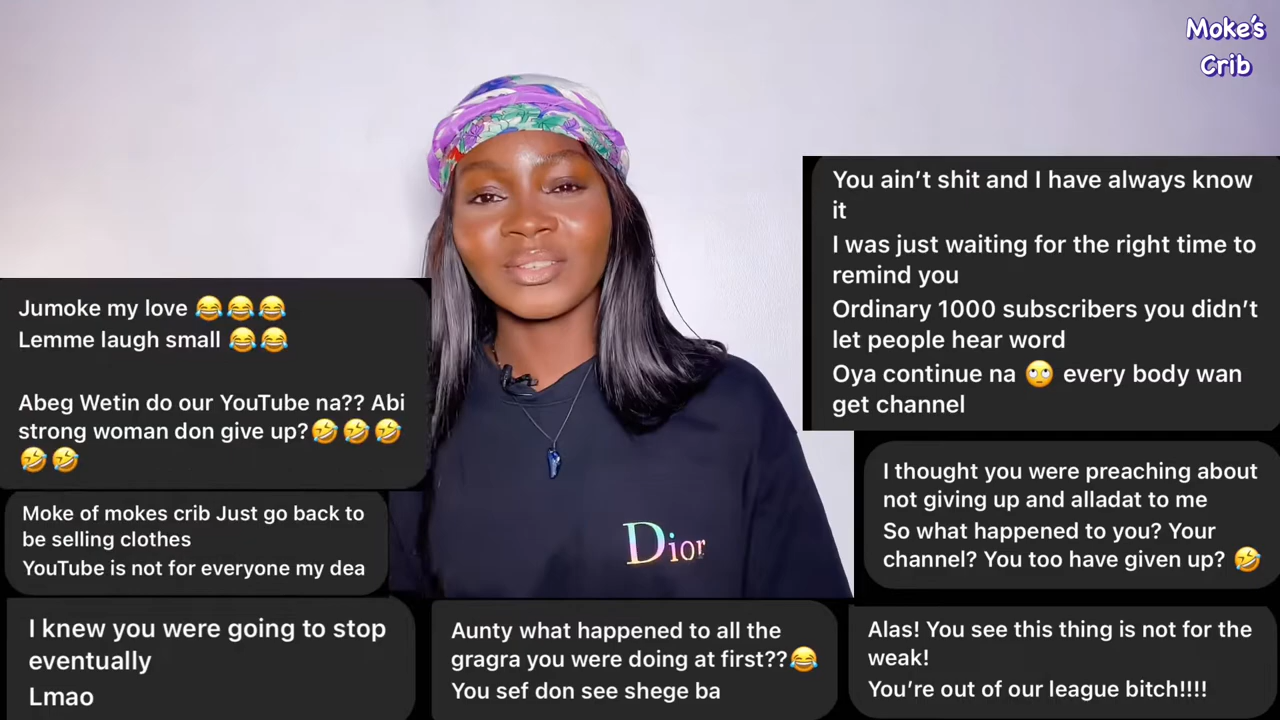 Moke's
Crib
You ain't shit and I have always know
it
I was just waiting for the right time to
remind you
Ordinary 1000 subscribers you didn't
let people hear word
Oya continue na 🙄 every body wan
get channel
Jumoke my love 😂😂😂
Lemme laugh small 😂😂
Abeg Wetin do our YouTube na?? Abi
strong woman don give up?🤣🤣🤣
🤣🤣
Moke of mokes crib Just go back to
be selling clothes
YouTube is not for everyone my dea
I knew you were going to stop
eventually
Lmao
Dior
Aunty what happened to all the
gragra you were doing at first??😂
You sef don see shege ba
I thought you were preaching about
not giving up and alladat to me
So what happened to you? Your
channel? You too have given up? 🤣
Alas! You see this thing is not for the
weak!
You're out of our league bitch!!!!